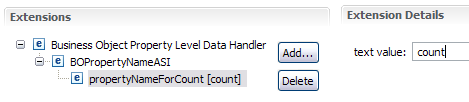 Extensions
Business Object Property Level Data Handler
BOPropertyNameASI
propertyNameForCount [count]
Add...
Delete
Extension Details
text value: count